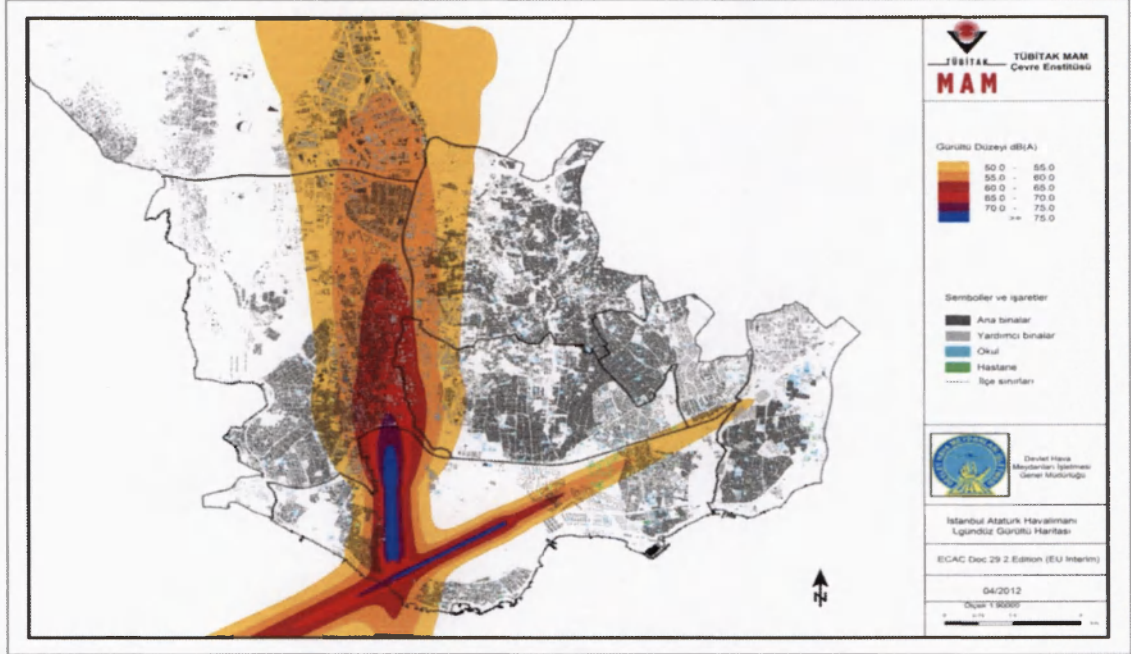 TÜBİTAK
MAM
TÜBİTAK MAM
Çevre Enstitüsü
Gürültü Düzeyi dB(A)
50.0 - 55.0
55.0 - 60.0
60.0 - 65.0
65.0 - 70.0
70.0 - 75.0
>= 75.0
Semboller ve işaretler
Ana binalar
Yardımcı binalar
Okul
Hastane
İlçe sınırları
Devlet Hava
Meydanları İşletmesi
Genel Müdürlüğü
İstanbul Atatürk Havalimanı
Lgündüz Gürültü Haritası
ECAC Doc.29 2.Edition (EU Interim)
04/2012
Ölçek 1:90000
N